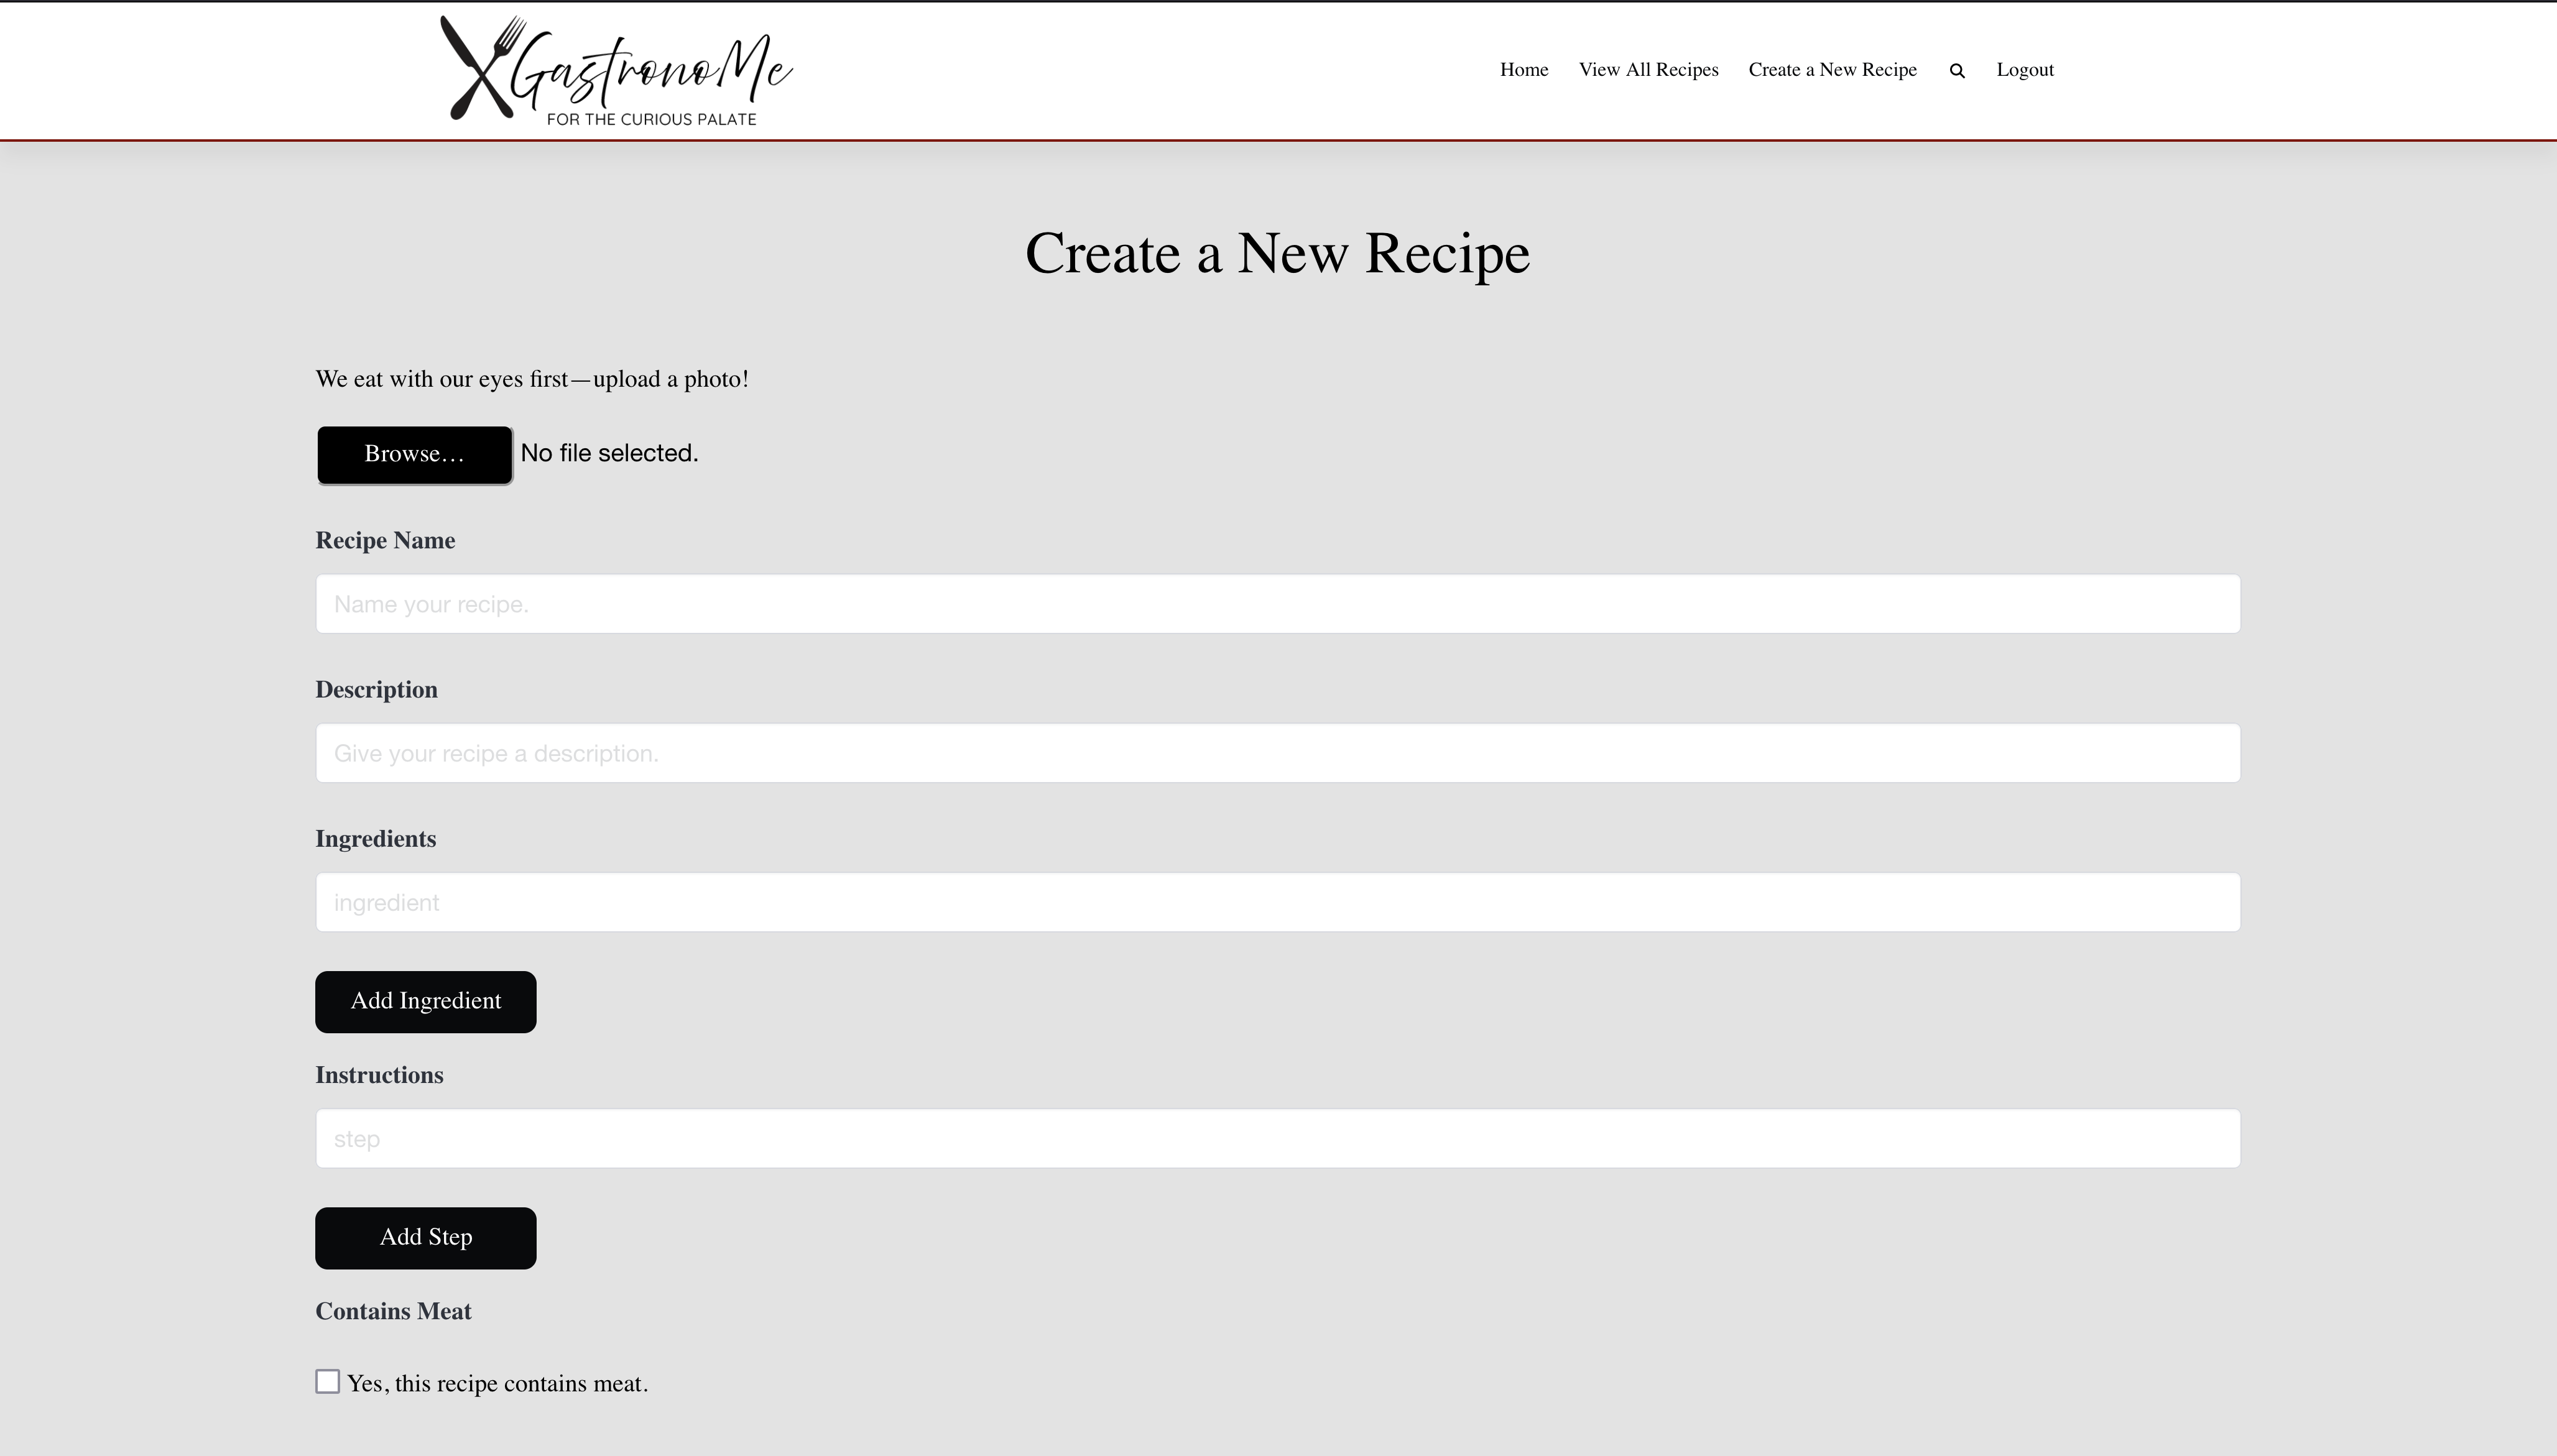 GastronoMe
FOR THE CURIOUS PALATE
Home View All Recipes Create a New Recipe Logout
Create a New Recipe
We eat with our eyes first—upload a photo!
Browse… No file selected.
Recipe Name
Name your recipe.
Description
Give your recipe a description.
Ingredients
ingredient
Add Ingredient
Instructions
step
Add Step
Contains Meat
Yes, this recipe contains meat.